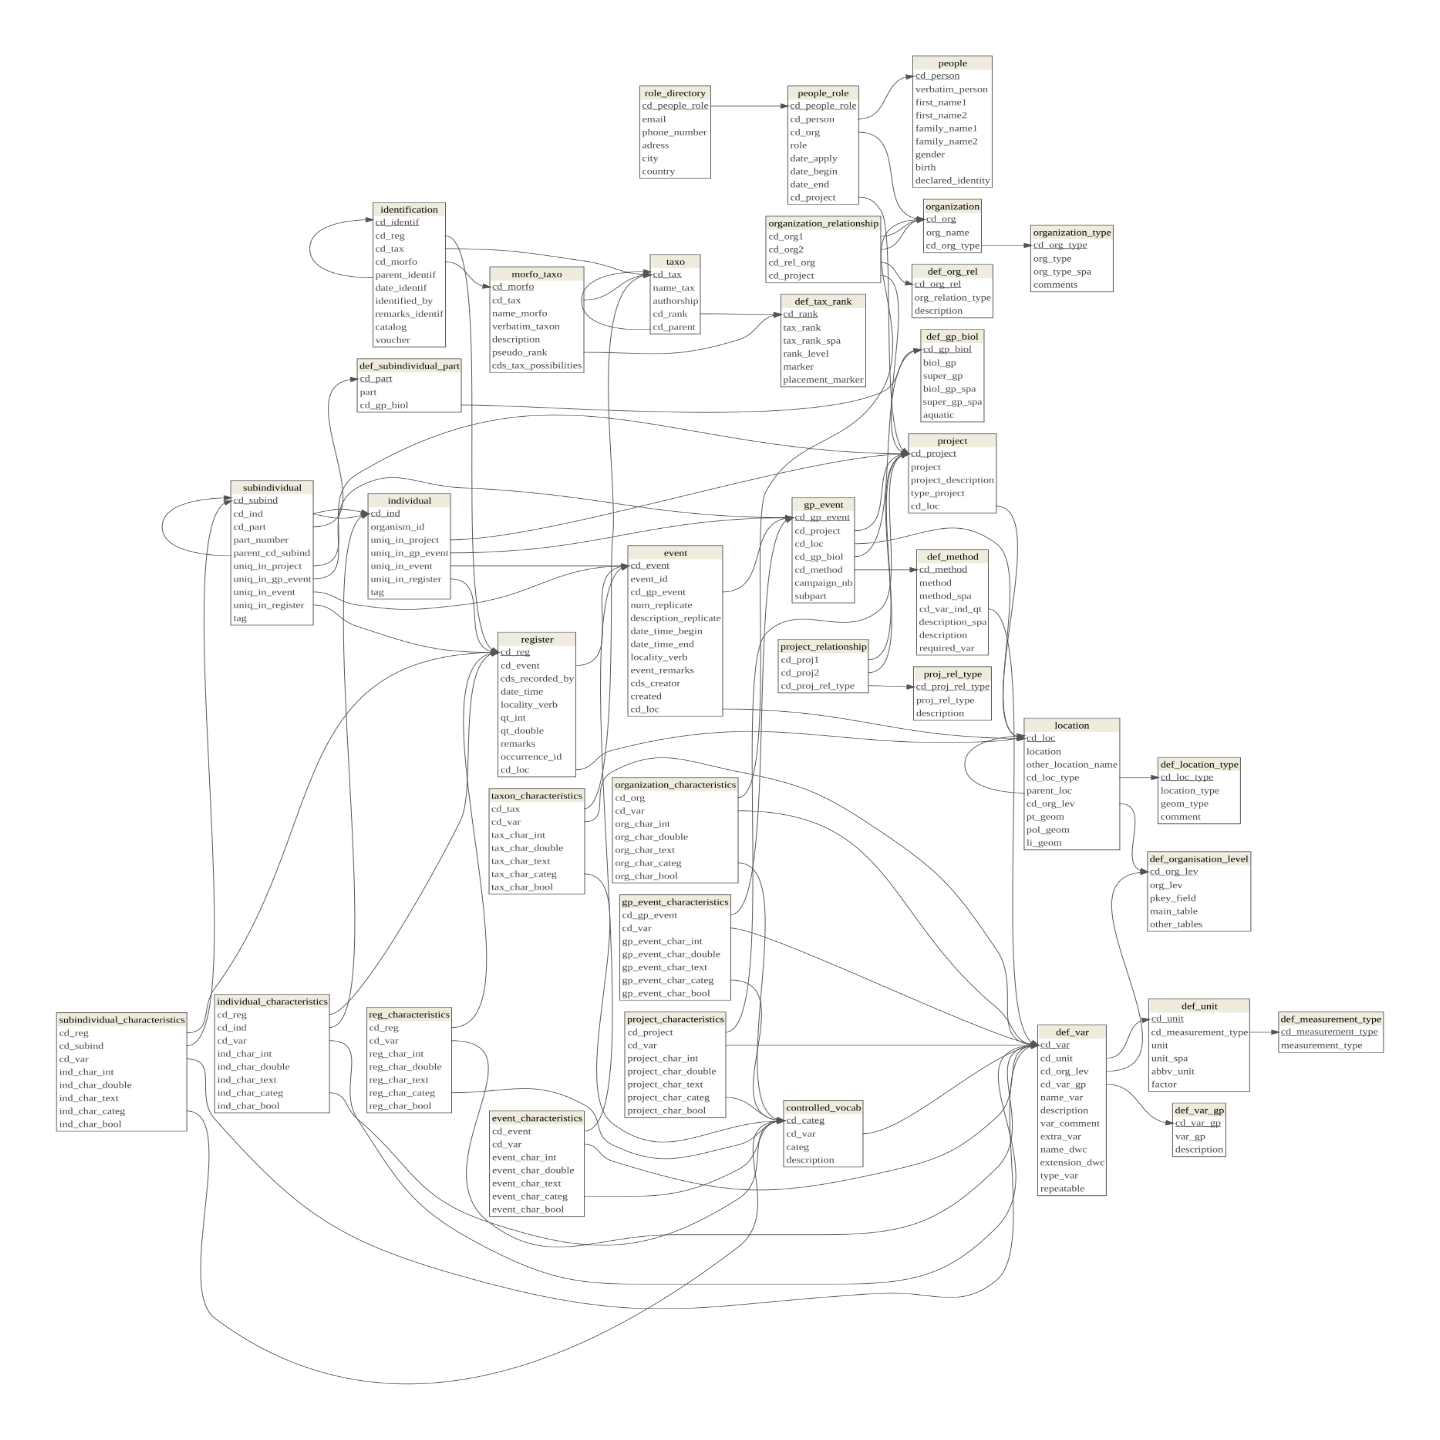 people
cd_person
verbatim_person
first_name1
first_name2
family_name1
family_name2
gender
birth
declared_identity
role_directory
cd_people_role
email
phone_number
adress
city
country
people_role
cd_people_role
cd_person
cd_org
role
date_apply
date_begin
date_end
cd_project
organization
cd_org
org_name
cd_org_type
organization_type
cd_org_type
org_type
org_type_spa
comments
organization_relationship
cd_org1
cd_org2
cd_rel_org
cd_project
def_org_rel
cd_org_rel
org_relation_type
description
identification
cd_identif
cd_reg
cd_tax
cd_morfo
parent_identif
date_identif
identified_by
remarks_identif
catalog
voucher
morfo_taxo
cd_morfo
cd_tax
name_morfo
verbatim_taxon
description
pseudo_rank
cds_tax_possibilities
taxo
cd_tax
name_tax
authorship
cd_rank
cd_parent
def_tax_rank
cd_rank
tax_rank
tax_rank_spa
rank_level
marker
placement_marker
def_gp_biol
cd_gp_biol
biol_gp
super_gp
biol_gp_spa
super_gp_spa
aquatic
def_subindividual_part
cd_part
part
cd_gp_biol
project
cd_project
project
project_description
type_project
cd_loc
subindividual
cd_subind
cd_ind
cd_part
part_number
parent_cd_subind
uniq_in_project
uniq_in_gp_event
uniq_in_event
uniq_in_register
tag
individual
cd_ind
organism_id
uniq_in_project
uniq_in_gp_event
uniq_in_event
uniq_in_register
tag
gp_event
cd_gp_event
cd_project
cd_loc
cd_gp_biol
cd_method
campaign_nb
subpart
event
cd_event
event_id
cd_gp_event
num_replicate
description_replicate
date_time_begin
date_time_end
locality_verb
event_remarks
cds_creator
created
cd_loc
def_method
cd_method
method
method_spa
cd_var_ind_qt
description_spa
description
required_var
register
cd_reg
cd_event
cds_recorded_by
date_time
locality_verb
qt_int
qt_double
remarks
occurrence_id
cd_loc
project_relationship
cd_proj1
cd_proj2
cd_proj_rel_type
proj_rel_type
cd_proj_rel_type
proj_rel_type
description
location
cd_loc
location
other_location_name
cd_loc_type
parent_loc
cd_org_lev
pt_geom
pol_geom
li_geom
def_location_type
cd_loc_type
location_type
geom_type
comment
taxon_characteristics
cd_tax
cd_var
tax_char_int
tax_char_double
tax_char_text
tax_char_categ
tax_char_bool
organization_characteristics
cd_org
cd_var
org_char_int
org_char_double
org_char_text
org_char_categ
org_char_bool
def_organisation_level
cd_org_lev
org_lev
pkey_field
main_table
other_tables
gp_event_characteristics
cd_gp_event
cd_var
gp_event_char_int
gp_event_char_double
gp_event_char_text
gp_event_char_categ
gp_event_char_bool
subindividual_characteristics
cd_reg
cd_subind
cd_var
ind_char_int
ind_char_double
ind_char_text
ind_char_categ
ind_char_bool
individual_characteristics
cd_reg
cd_ind
cd_var
ind_char_int
ind_char_double
ind_char_text
ind_char_categ
ind_char_bool
reg_characteristics
cd_reg
cd_var
reg_char_int
reg_char_double
reg_char_text
reg_char_categ
reg_char_bool
project_characteristics
cd_project
cd_var
project_char_int
project_char_double
project_char_text
project_char_categ
project_char_bool
def_var
cd_var
cd_unit
cd_org_lev
cd_var_gp
name_var
description
var_comment
extra_var
name_dwc
extension_dwc
type_var
repeatable
def_unit
cd_unit
cd_measurement_type
unit
unit_spa
abbv_unit
factor
def_measurement_type
cd_measurement_type
measurement_type
event_characteristics
cd_event
cd_var
event_char_int
event_char_double
event_char_text
event_char_categ
event_char_bool
controlled_vocab
cd_categ
cd_var
categ
description
def_var_gp
cd_var_gp
var_gp
description